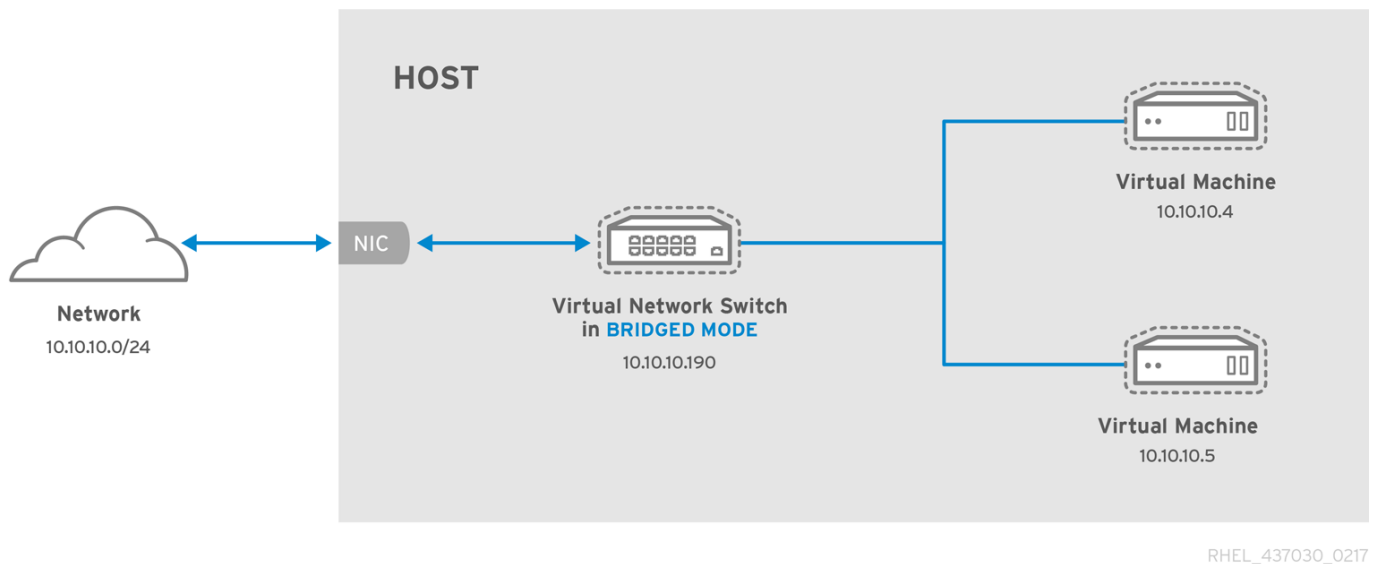 HOST
Virtual Machine
10.10.10.4
NIC
Network
10.10.10.0/24
Virtual Network Switch
in BRIDGED MODE
10.10.10.190
Virtual Machine
10.10.10.5
RHEL_437030_0217